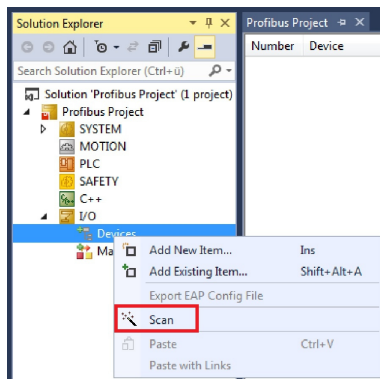 Solution Explorer
Profibus Project
Number Device
Search Solution Explorer (Ctrl+ü)
Solution 'Profibus Project' (1 project)
Profibus Project
SYSTEM
MOTION
PLC
SAFETY
C++
I/O
Devices
Ma
Add New Item... Ins
Add Existing Item... Shift+Alt+A
Export EAP Config File
Scan
Paste Ctrl+V
Paste with Links